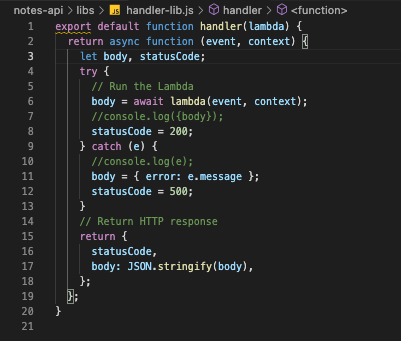 notes-api > libs > JS handler-lib.js > handler > <function>
1 export default function handler(lambda) {
2   return async function (event, context) {
3     let body, statusCode;
4     try {
5       // Run the Lambda
6       body = await lambda(event, context);
7       //console.log({body});
8       statusCode = 200;
9     } catch (e) {
10       //console.log(e);
11       body = { error: e.message };
12       statusCode = 500;
13     }
14     // Return HTTP response
15     return {
16       statusCode,
17       body: JSON.stringify(body),
18     };
19   };
20 }
21